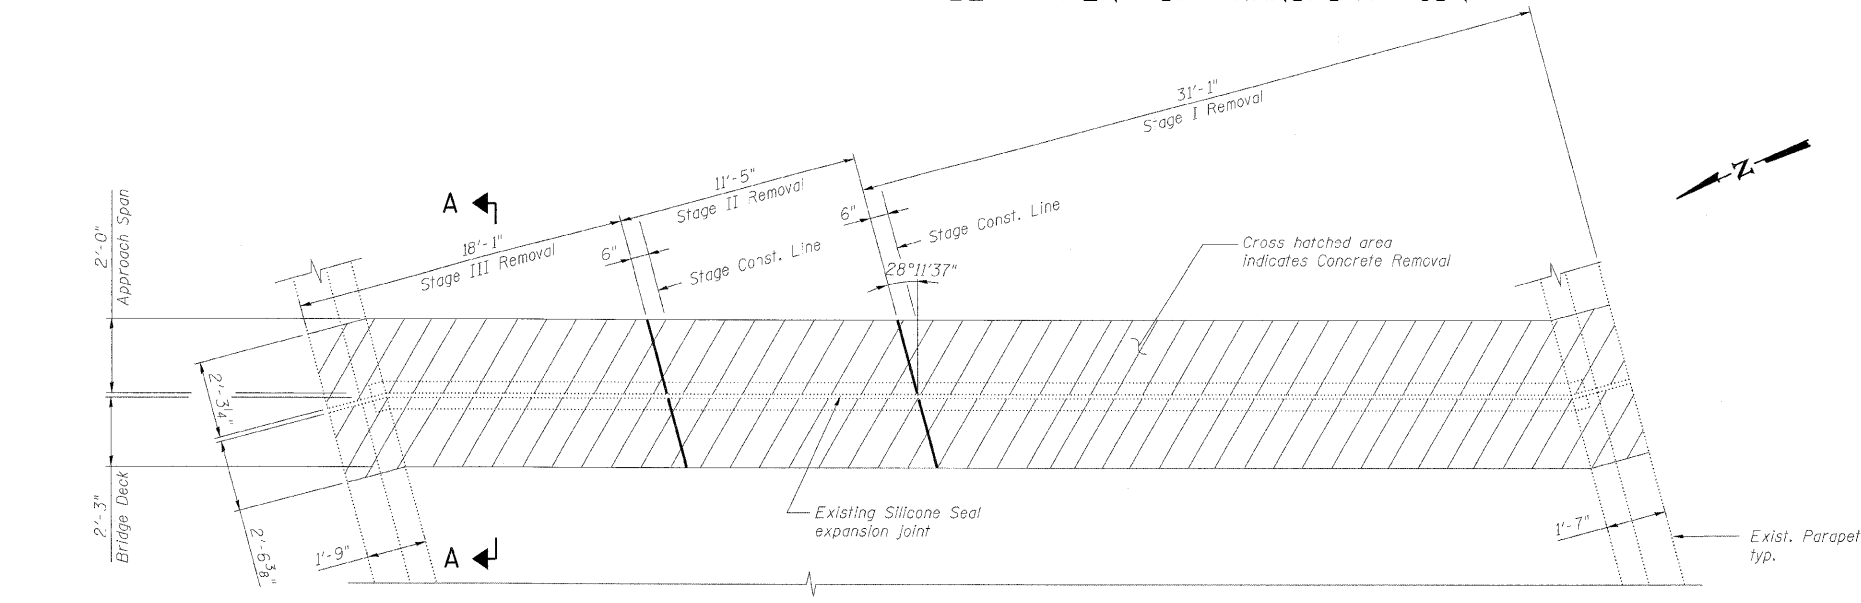 31'-1"
Stage I Removal
11'-5"
Stage II Removal
18'-1"
Stage III Removal
6"
Stage Const. Line
6"
Stage Const. Line
28°11'37"
N
A
A
2'-0"
Approach Span
2'-3"
Bridge Deck
2'-3¼"
2'-6⅜"
1'-9"
1'-7"
Cross hatched area
indicates Concrete Removal
Existing Silicone Seal
expansion joint
Exist. Parapet
typ.